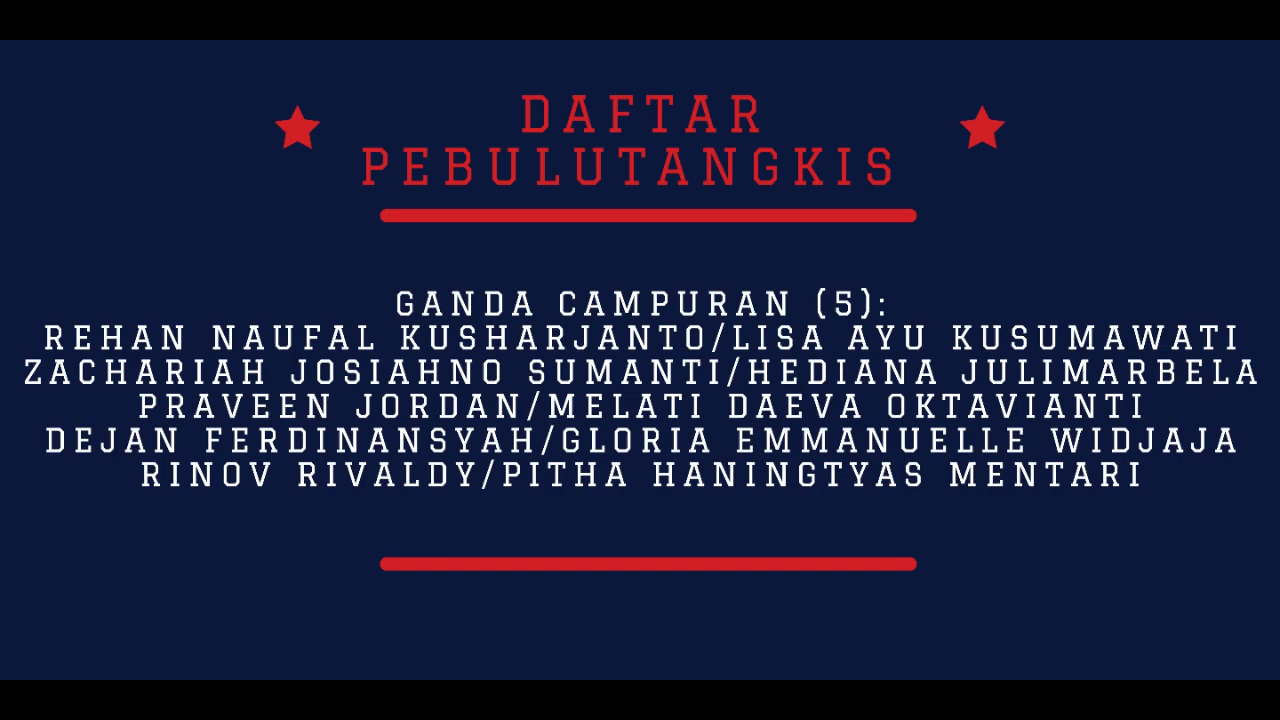 DAFTAR
PEBULUTANGKIS
GANDA CAMPURAN (5):
REHAN NAUFAL KUSHARJANTO/LISA AYU KUSUMAWATI
ZACHARIAH JOSIAHNO SUMANTI/HEDIANA JULIMARBELA
PRAVEEN JORDAN/MELATI DAEVA OKTAVIANTI
DEJAN FERDINANSYAH/GLORIA EMMANUELLE WIDJAJA
RINOV RIVALDY/PITHA HANINGTYAS MENTARI